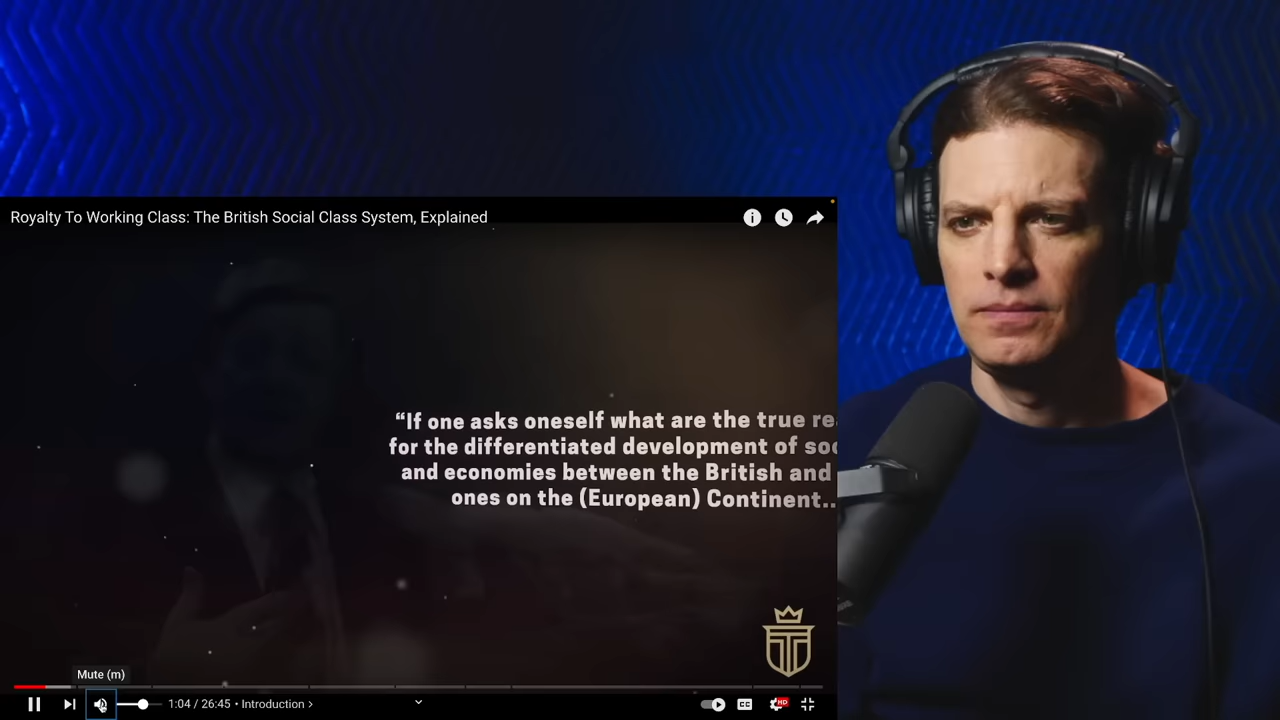 Royalty To Working Class: The British Social Class System, Explained
“If one asks oneself what are the true
for the differentiated development of
and economies between the British and
ones on the (European) Continent..
Mute (m)
1:04 / 26:45 • Introduction >
CC
HD